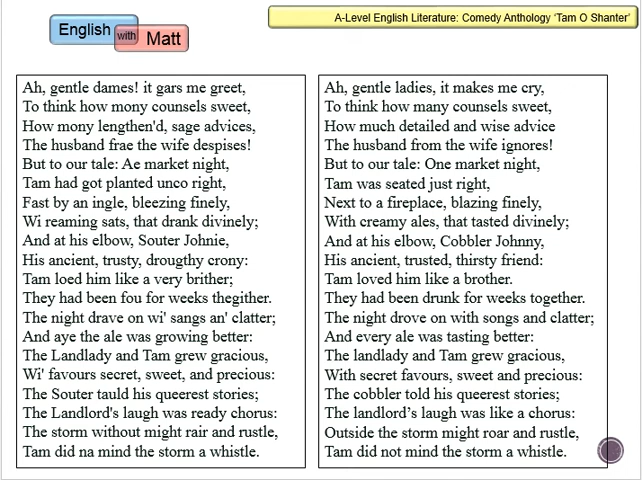 English with Matt
A-Level English Literature: Comedy Anthology ‘Tam O Shanter’
Ah, gentle dames! it gars me greet,
To think how mony counsels sweet,
How mony lengthen'd, sage advices,
The husband frae the wife despises!
But to our tale: Ae market night,
Tam had got planted unco right,
Fast by an ingle, bleezing finely,
Wi reaming sats, that drank divinely;
And at his elbow, Souter Johnie,
His ancient, trusty, drougthy crony:
Tam loed him like a very brither;
They had been fou for weeks thegither.
The night drave on wi' sangs an' clatter;
And aye the ale was growing better:
The Landlady and Tam grew gracious,
Wi' favours secret, sweet, and precious:
The Souter tauld his queerest stories;
The Landlord's laugh was ready chorus:
The storm without might rair and rustle,
Tam did na mind the storm a whistle.
Ah, gentle ladies, it makes me cry,
To think how many counsels sweet,
How much detailed and wise advice
The husband from the wife ignores!
But to our tale: One market night,
Tam was seated just right,
Next to a fireplace, blazing finely,
With creamy ales, that tasted divinely;
And at his elbow, Cobbler Johnny,
His ancient, trusted, thirsty friend:
Tam loved him like a brother.
They had been drunk for weeks together.
The night drove on with songs and clatter;
And every ale was tasting better:
The landlady and Tam grew gracious,
With secret favours, sweet and precious:
The cobbler told his queerest stories;
The landlord’s laugh was like a chorus:
Outside the storm might roar and rustle,
Tam did not mind the storm a whistle.